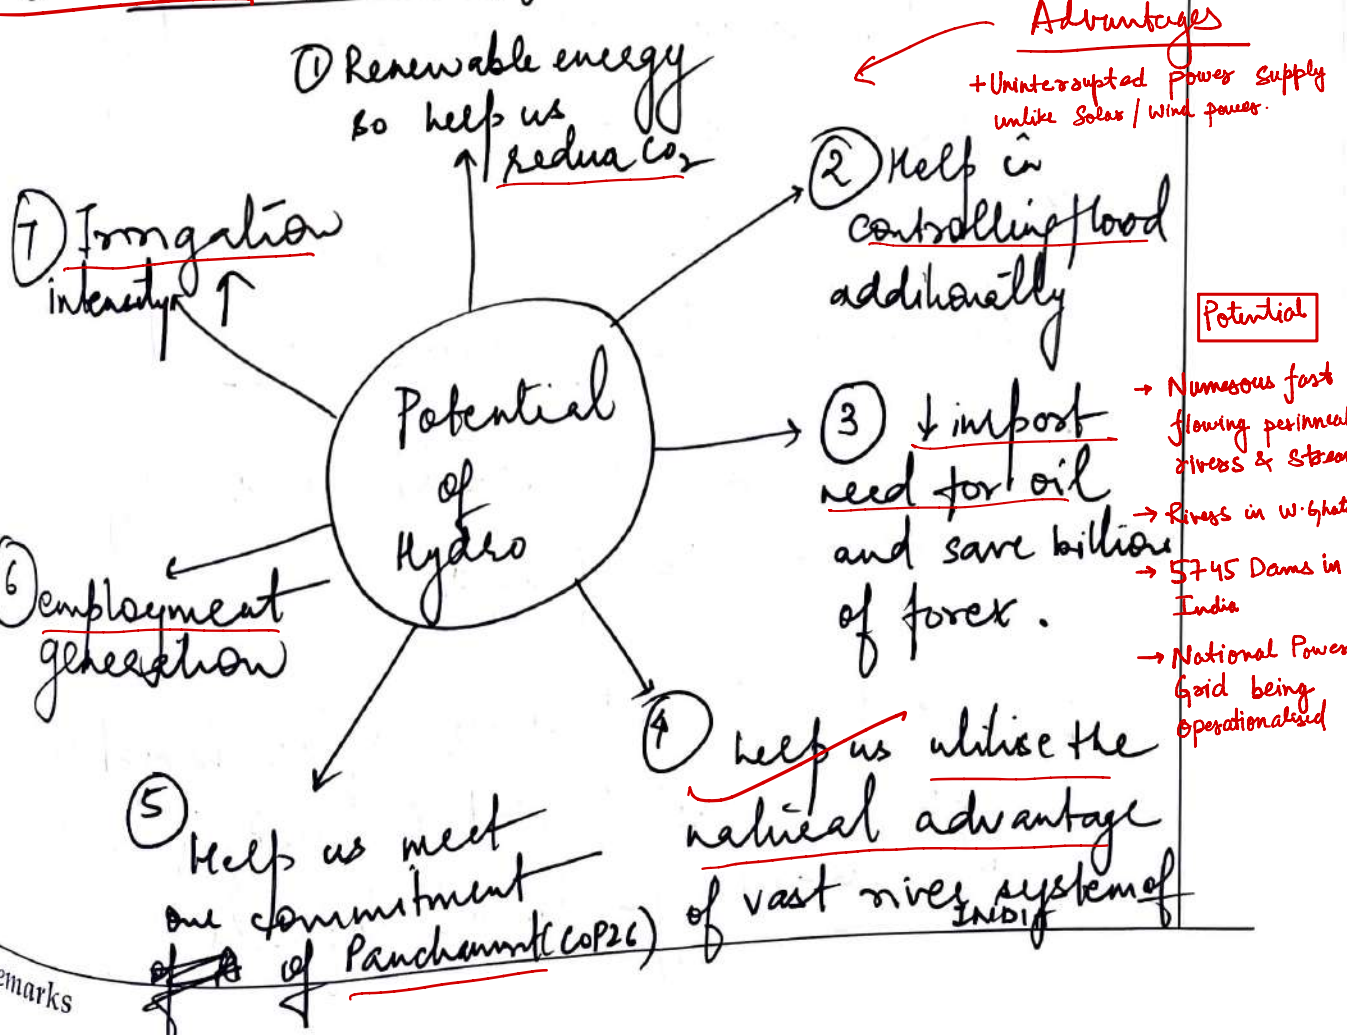 Advantages
+ Uninterrupted power supply
unlike Solar / Wind power.
① Renewable energy
so help us
reduce CO2
② Help in
controlling flood
additionally
③ ↓ import
need for oil
and save billions
of forex.
④ help us utilise the
natural advantage
of vast river system of
INDIA
⑤ Help us meet
our commitment
of Panchamrit (COP26)
⑥ employment
generation
⑦ Irrigation
intensity ↑
Potential
of
Hydro
Potential
→ Numerous fast
flowing perinneal
rivers &
→ Rivers in W. Ghat
→ 5745 Dams in
India
→ National Power
Grid being
operationalised
emarks